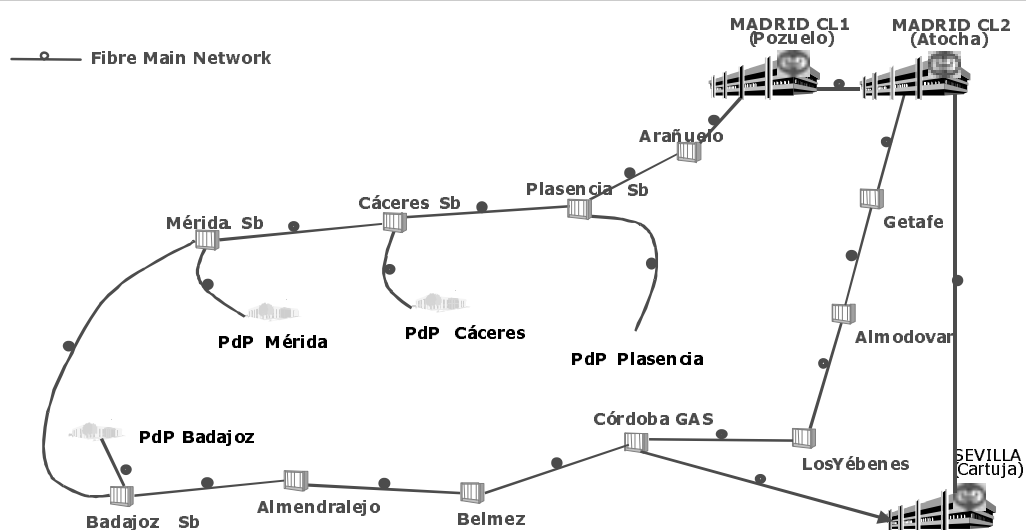 MADRID CL1
(Pozuelo)
MADRID CL2
(Atocha)
Fibre Main Network
Arañuelo
Plasencia Sb
Cáceres Sb
Mérida. Sb
Getafe
PdP Mérida
PdP Cáceres
Almodovar
PdP Plasencia
Córdoba GAS
PdP Badajoz
SEVILLA
(Cartuja)
LosYébenes
Almendralejo
Belmez
Badajoz Sb